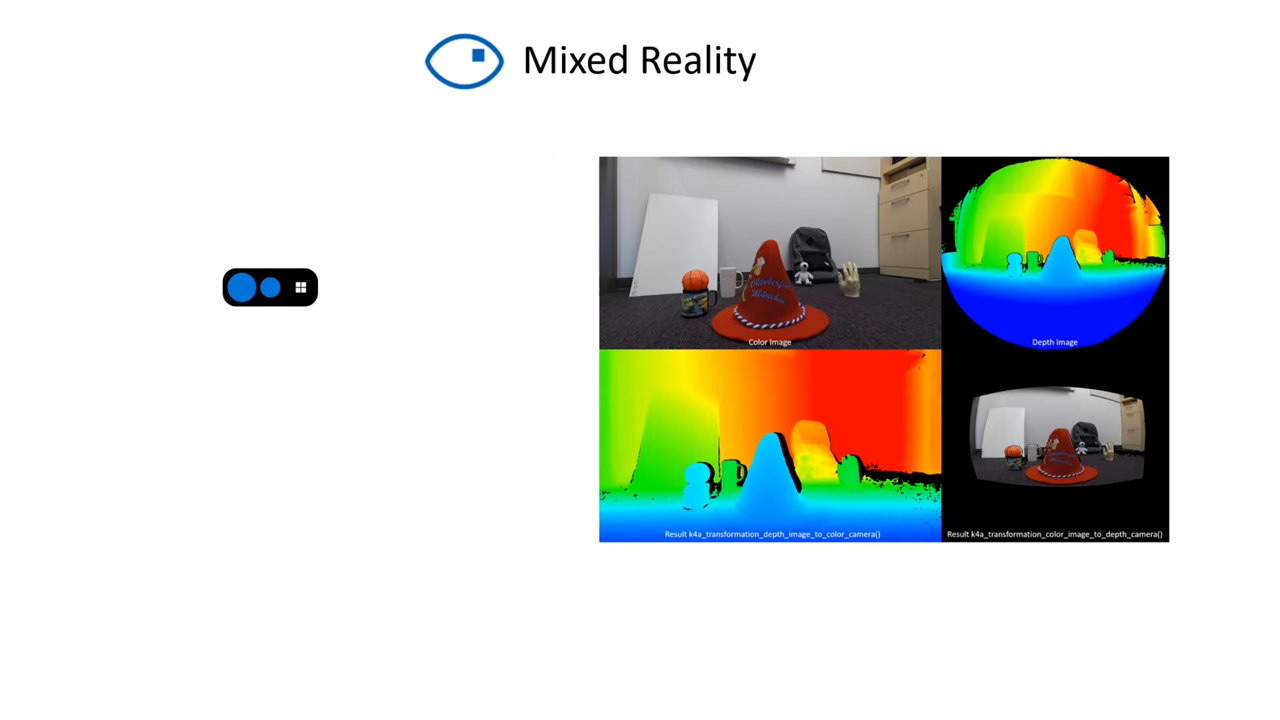 Mixed Reality
Color Image
Depth Image
Result k4a_transformation_depth_image_to_color_camera()
Result k4a_transformation_color_image_to_depth_camera()